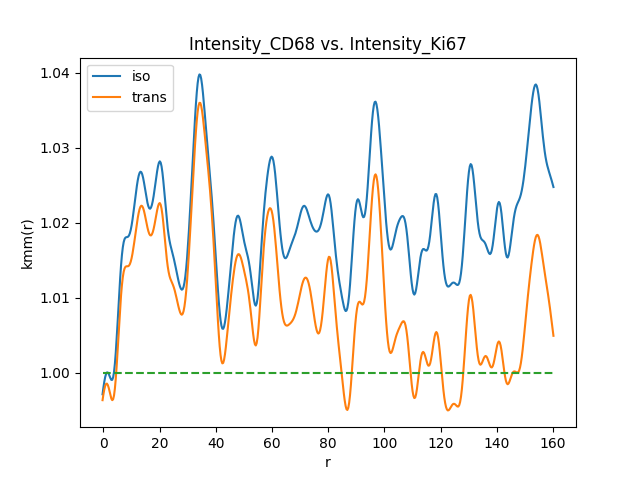 Intensity_CD68 vs. Intensity_Ki67
iso
trans
kmm(r)
1.04
1.03
1.02
1.01
1.00
0 20 40 60 80 100 120 140 160
r